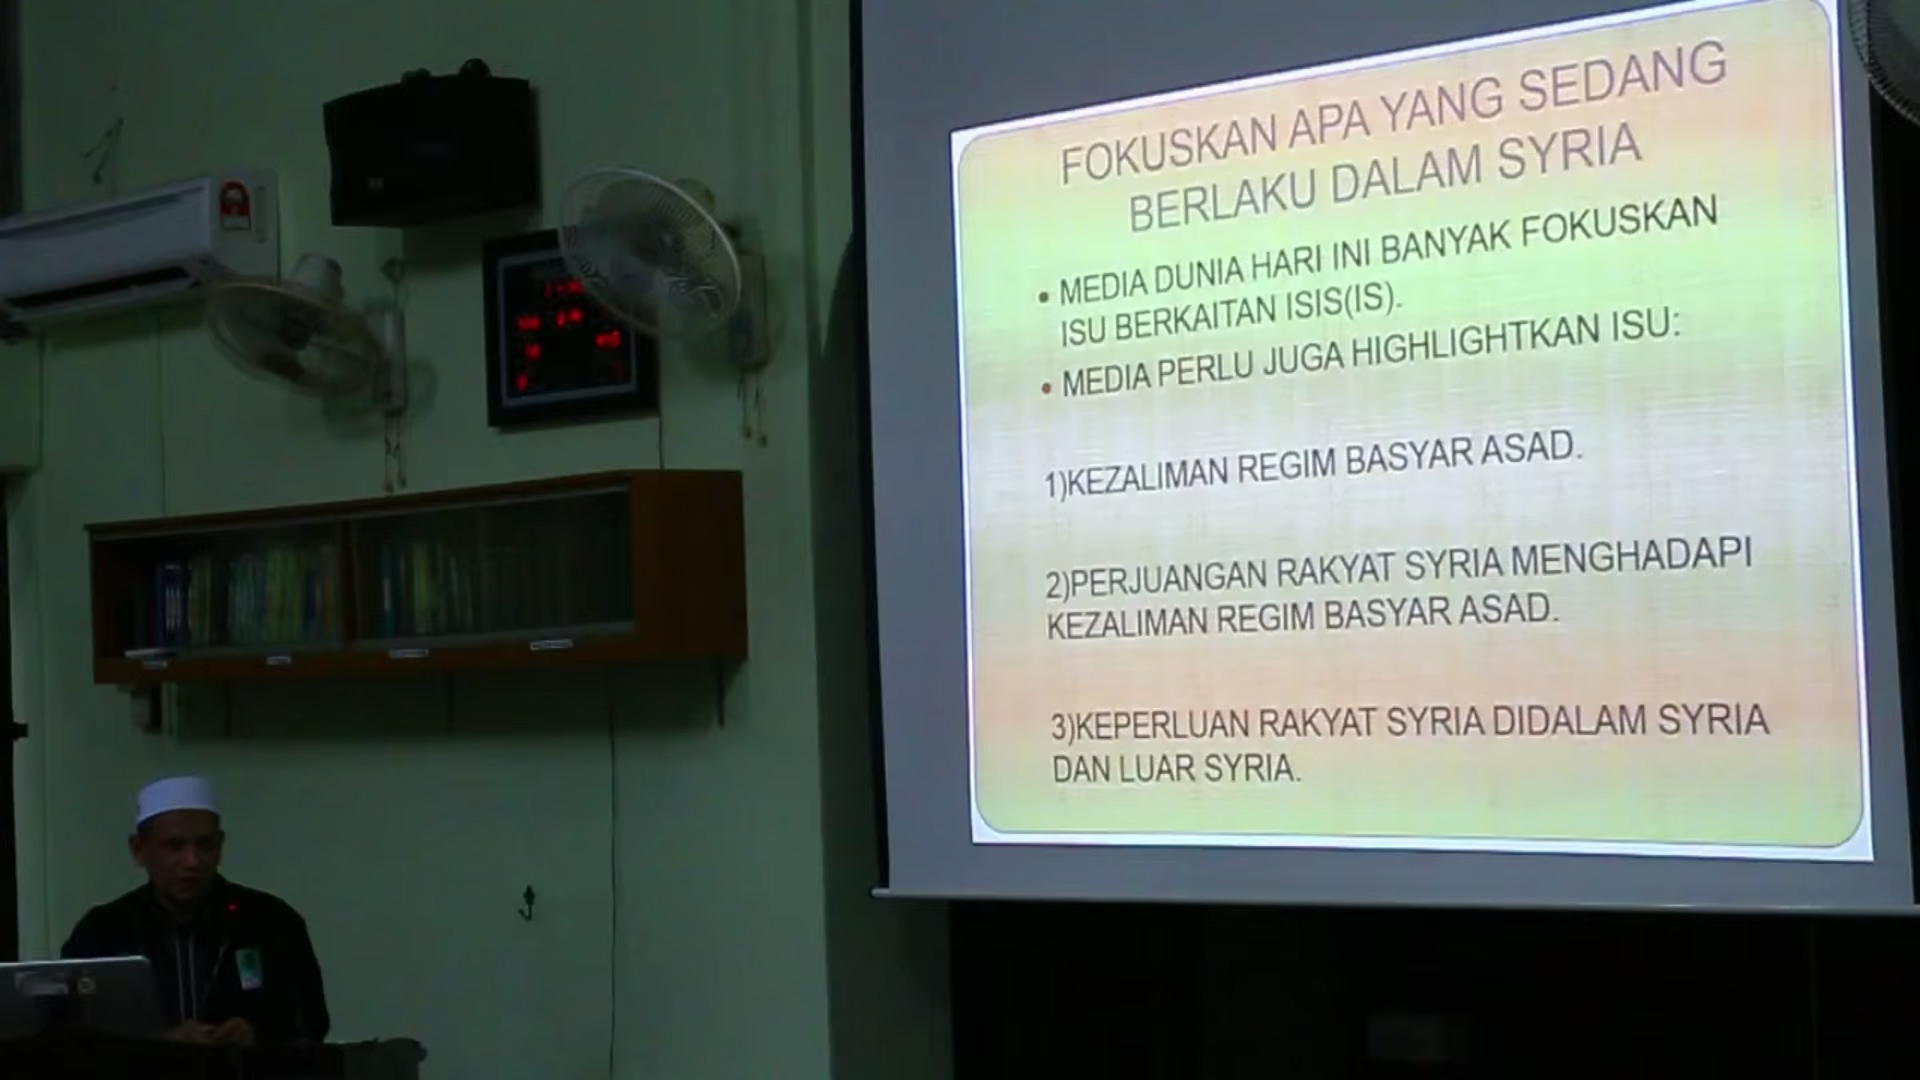 FOKUSKAN APA YANG SEDANG
BERLAKU DALAM SYRIA
• MEDIA DUNIA HARI INI BANYAK FOKUSKAN
ISU BERKAITAN ISIS(IS).
• MEDIA PERLU JUGA HIGHLIGHTKAN ISU:
1)KEZALIMAN REGIM BASYAR ASAD.
2)PERJUANGAN RAKYAT SYRIA MENGHADAPI
KEZALIMAN REGIM BASYAR ASAD.
3)KEPERLUAN RAKYAT SYRIA DIDALAM SYRIA
DAN LUAR SYRIA.